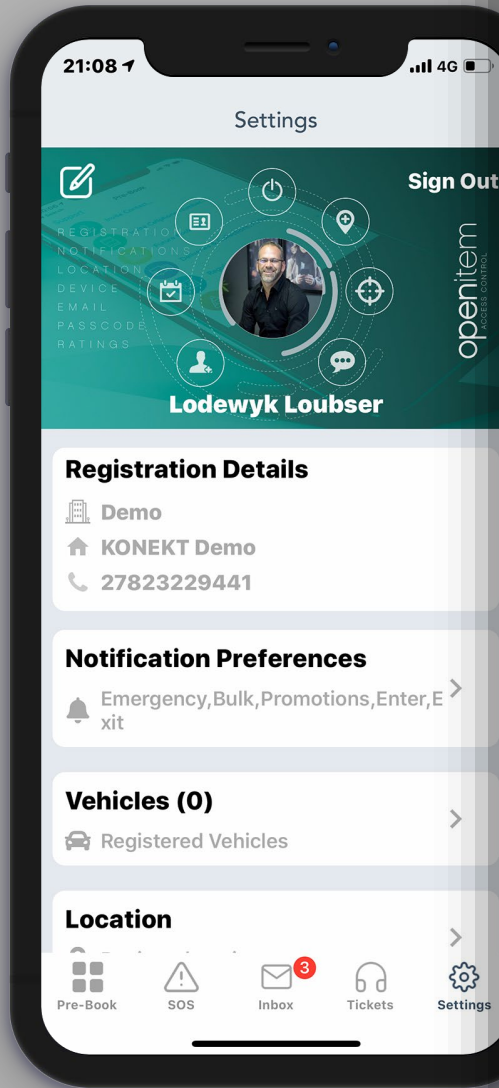 21:08
4G
Settings
Sign Out
REGISTRATION
NOTIFICATIONS
LOCATION
DEVICE
EMAIL
PASSCODE
RATINGS
openitem
ACCESS CONTROL
Lodewyk Loubser
Registration Details
Demo
KONEKT Demo
27823229441
Notification Preferences
Emergency,Bulk,Promotions,Enter,E
xit
Vehicles (0)
Registered Vehicles
Location
3
Pre-Book
SOS
Inbox
Tickets
Settings